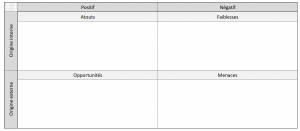 Positif Négatif
Origine interne
Atouts Faiblesses
Origine externe
Opportunités Menaces